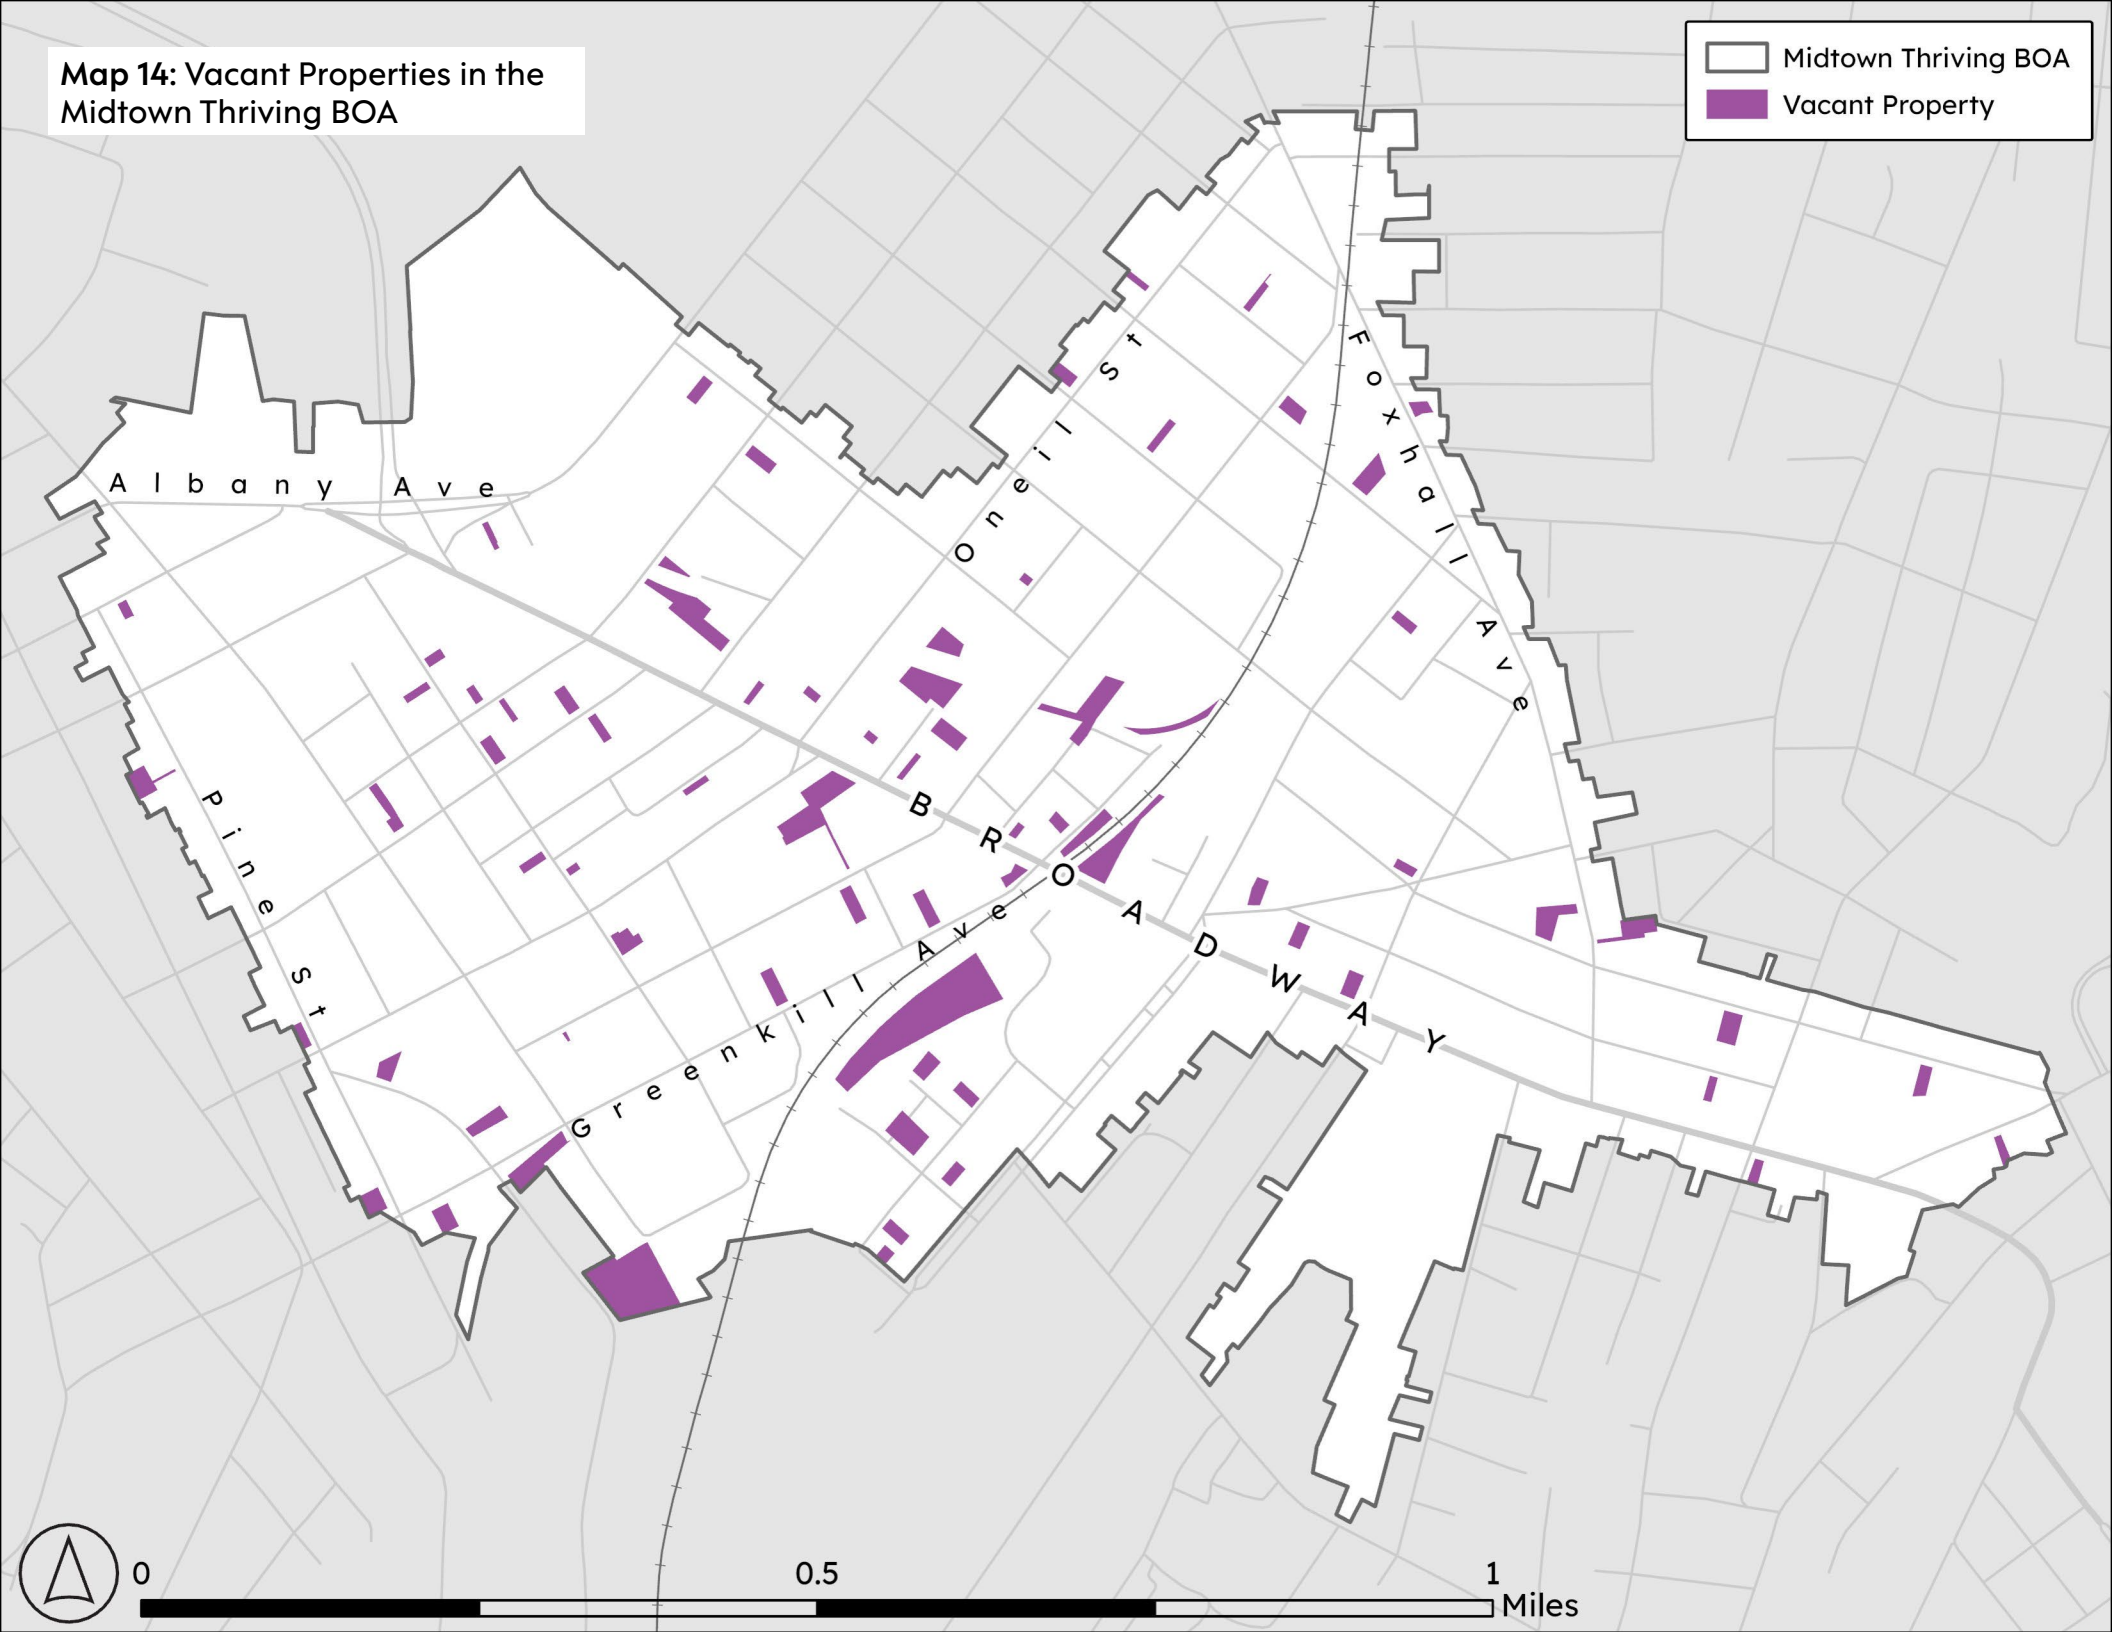 Map 14: Vacant Properties in the
Midtown Thriving BOA
Midtown Thriving BOA
Vacant Property
Albany Ave
Oneil St
Foxhall Ave
Pine St
BROADWAY
Greenkill Ave
0
0.5
1
Miles